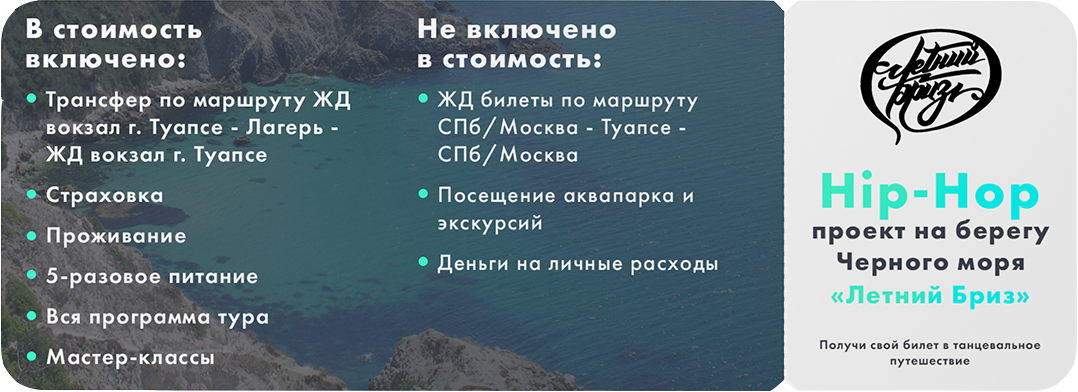 В стоимость
включено:
Трансфер по маршруту ЖД
вокзал г. Туапсе - Лагерь -
ЖД вокзал г. Туапсе
Страховка
Проживание
5-разовое питание
Вся программа тура
Мастер-классы
Не включено
в стоимость:
ЖД билеты по маршруту
СПб/Москва - Туапсе -
СПб/Москва
Посещение аквапарка и
экскурсий
Деньги на личные расходы
Летний
Бриз
Hip-Hop
проект на берегу
Черного моря
«Летний Бриз»
Получи свой билет в танцевальное
путешествие